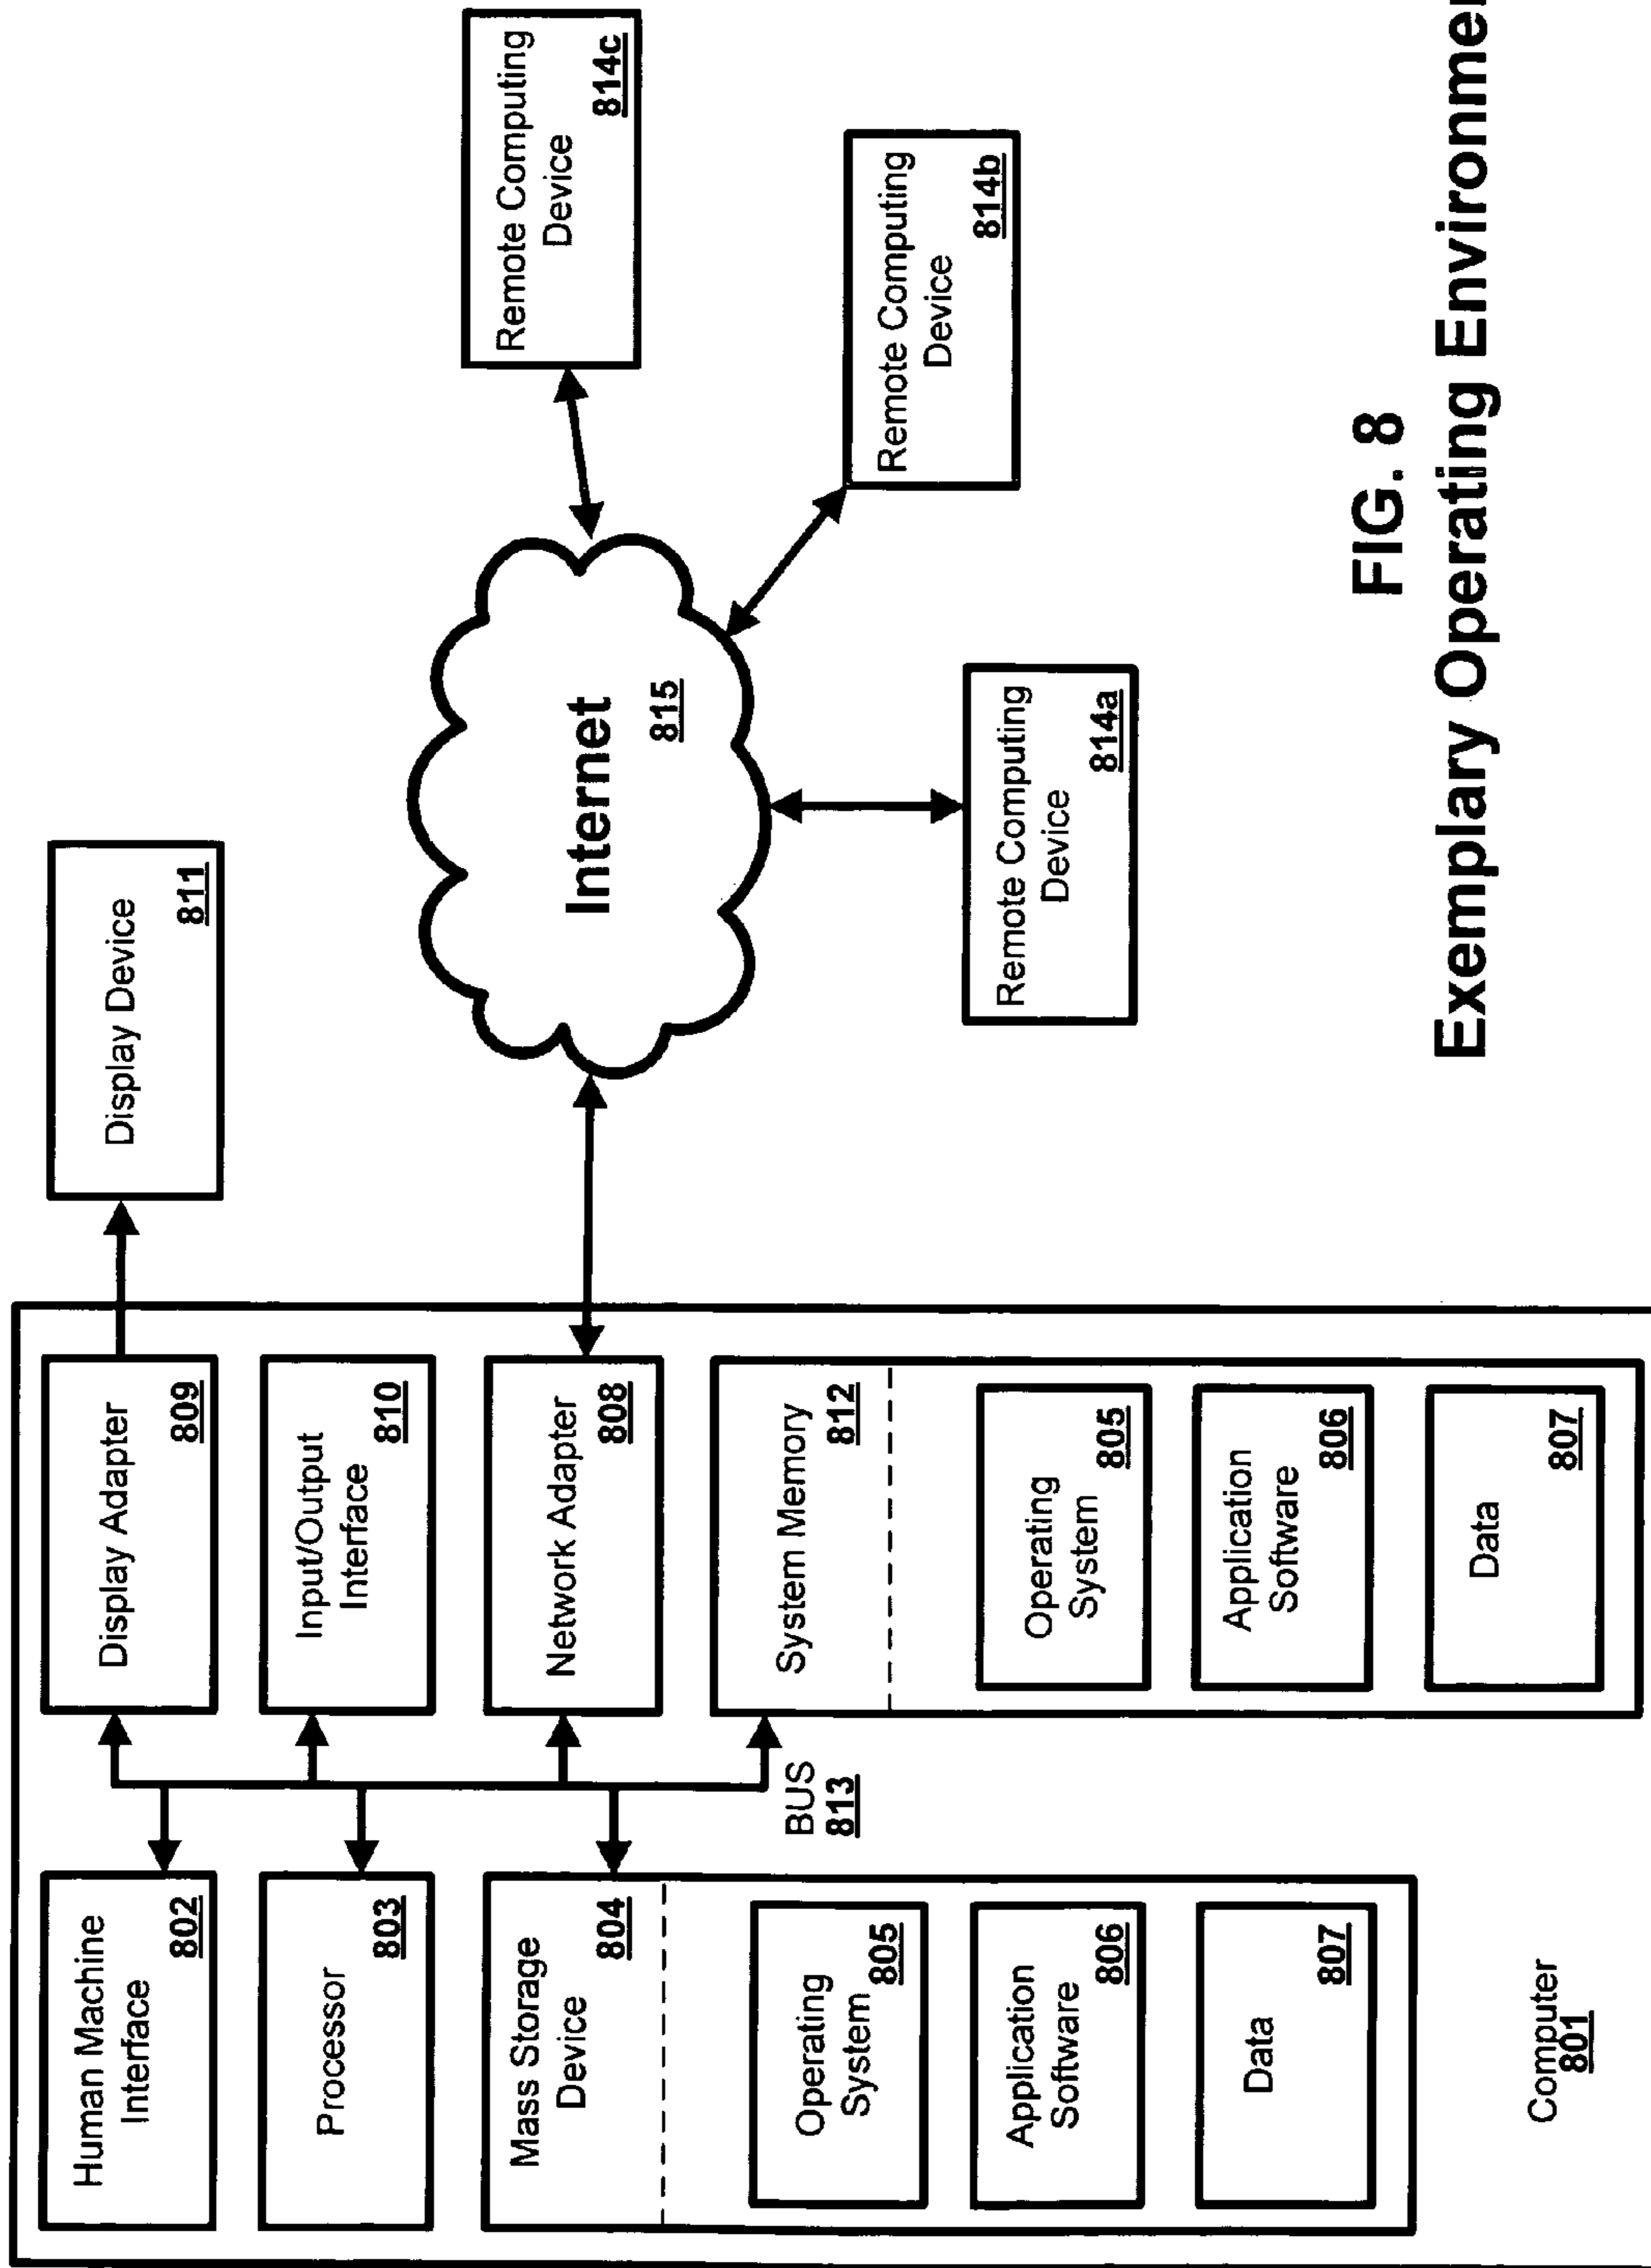 Human Machine
Interface
802
Processor
803
Mass Storage
Device
804
Operating
System
805
Application
Software
806
Data
807
Computer
801
BUS
813
Display Adapter
809
Input/Output
Interface
810
Network Adapter
808
System Memory
812
Operating
System
805
Application
Software
806
Data
807
Display Device
811
Internet
815
Remote Computing
Device
814a
Remote Computing
Device
814b
Remote Computing
Device
814c
FIG. 8
Exemplary Operating Environmen